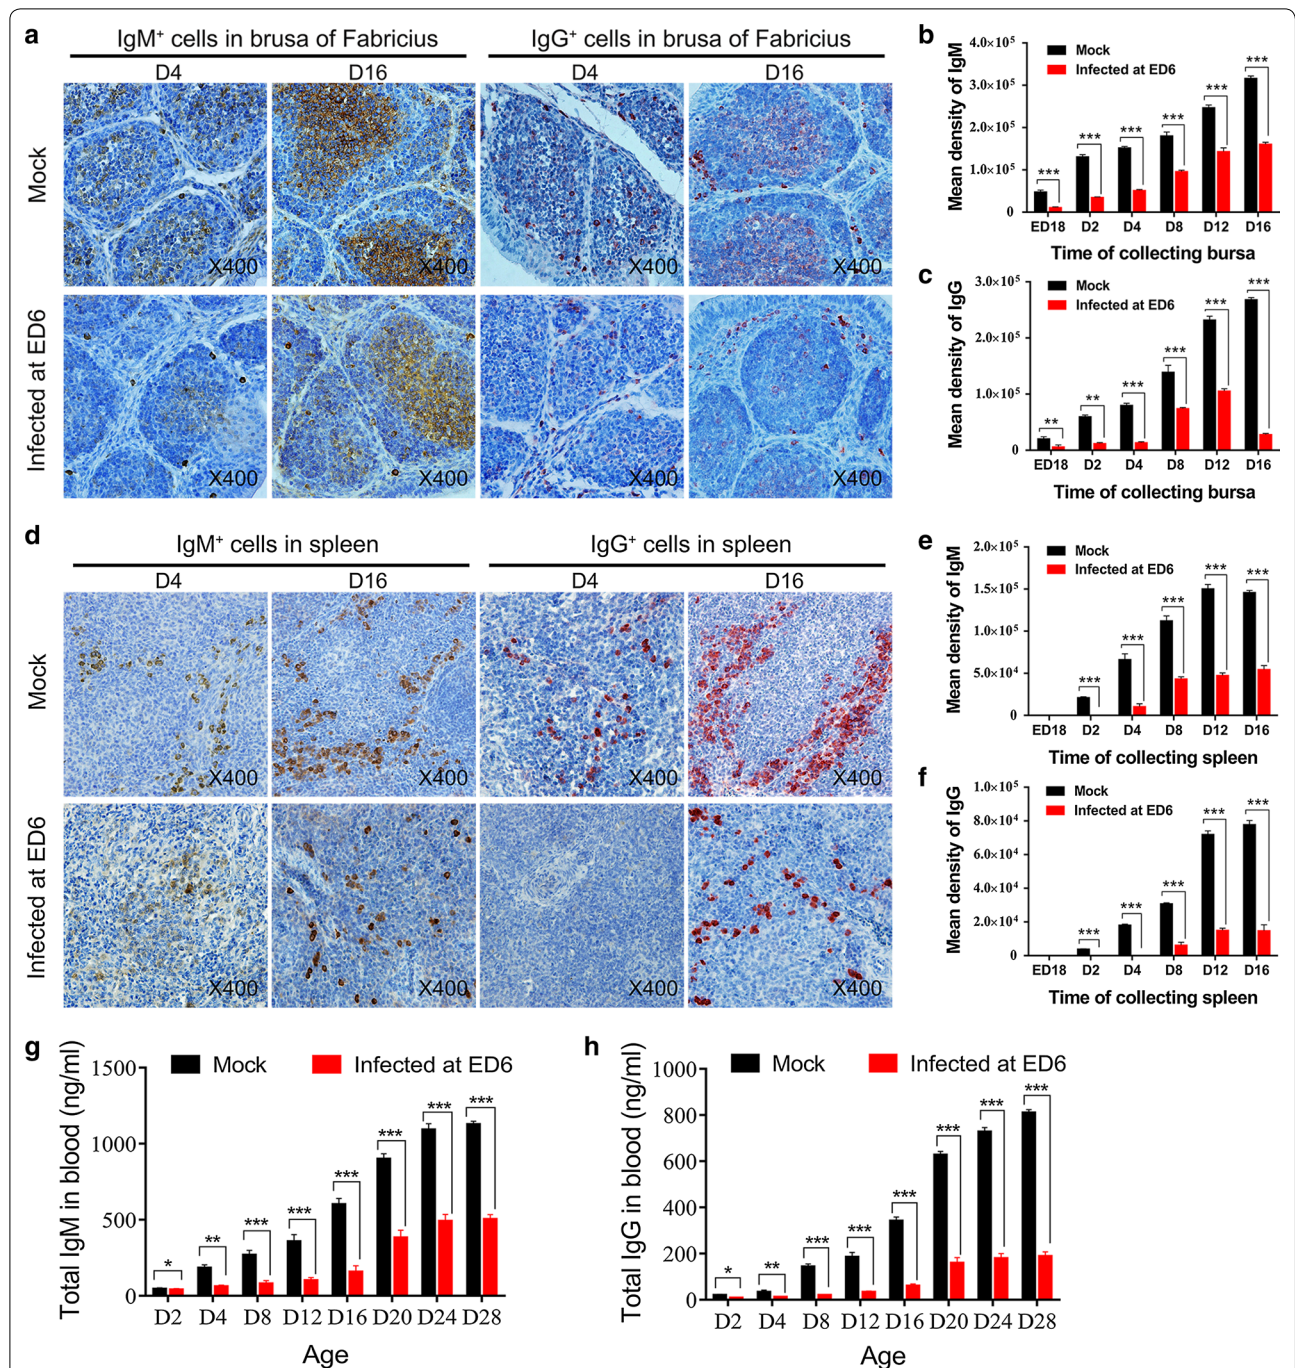 a
IgM⁺ cells in brusa of Fabricius
IgG⁺ cells in brusa of Fabricius
D4
D16
D4
D16
Mock
X400
X400
X400
X400
Infected at ED6
X400
X400
X400
X400
b
Mean density of IgM
4.0×10⁵
3.0×10⁵
2.0×10⁵
1.0×10⁵
0
Mock
Infected at ED6
***
***
***
***
***
***
ED18 D2 D4 D8 D12 D16
Time of collecting bursa
c
Mean density of IgG
3.0×10⁵
2.0×10⁵
1.0×10⁵
0
Mock
Infected at ED6
**
**
***
***
***
***
ED18 D2 D4 D8 D12 D16
Time of collecting bursa
d
IgM⁺ cells in spleen
IgG⁺ cells in spleen
D4
D16
D4
D16
Mock
X400
X400
X400
X400
Infected at ED6
X400
X400
X400
X400
e
Mean density of IgM
2.0×10⁵
1.5×10⁵
1.0×10⁵
5.0×10⁴
0
Mock
Infected at ED6
***
***
***
***
***
ED18 D2 D4 D8 D12 D16
Time of collecting spleen
f
Mean density of IgG
1.0×10⁵
8.0×10⁴
6.0×10⁴
4.0×10⁴
2.0×10⁴
0
Mock
Infected at ED6
***
***
***
***
***
ED18 D2 D4 D8 D12 D16
Time of collecting spleen
g
Total IgM in blood (ng/ml)
1500
1000
500
0
Mock
Infected at ED6
*
**
***
***
***
***
***
***
D2 D4 D8 D12 D16 D20 D24 D28
Age
h
Total IgG in blood (ng/ml)
1000
800
600
400
200
0
Mock
Infected at ED6
*
**
***
***
***
***
***
***
D2 D4 D8 D12 D16 D20 D24 D28
Age